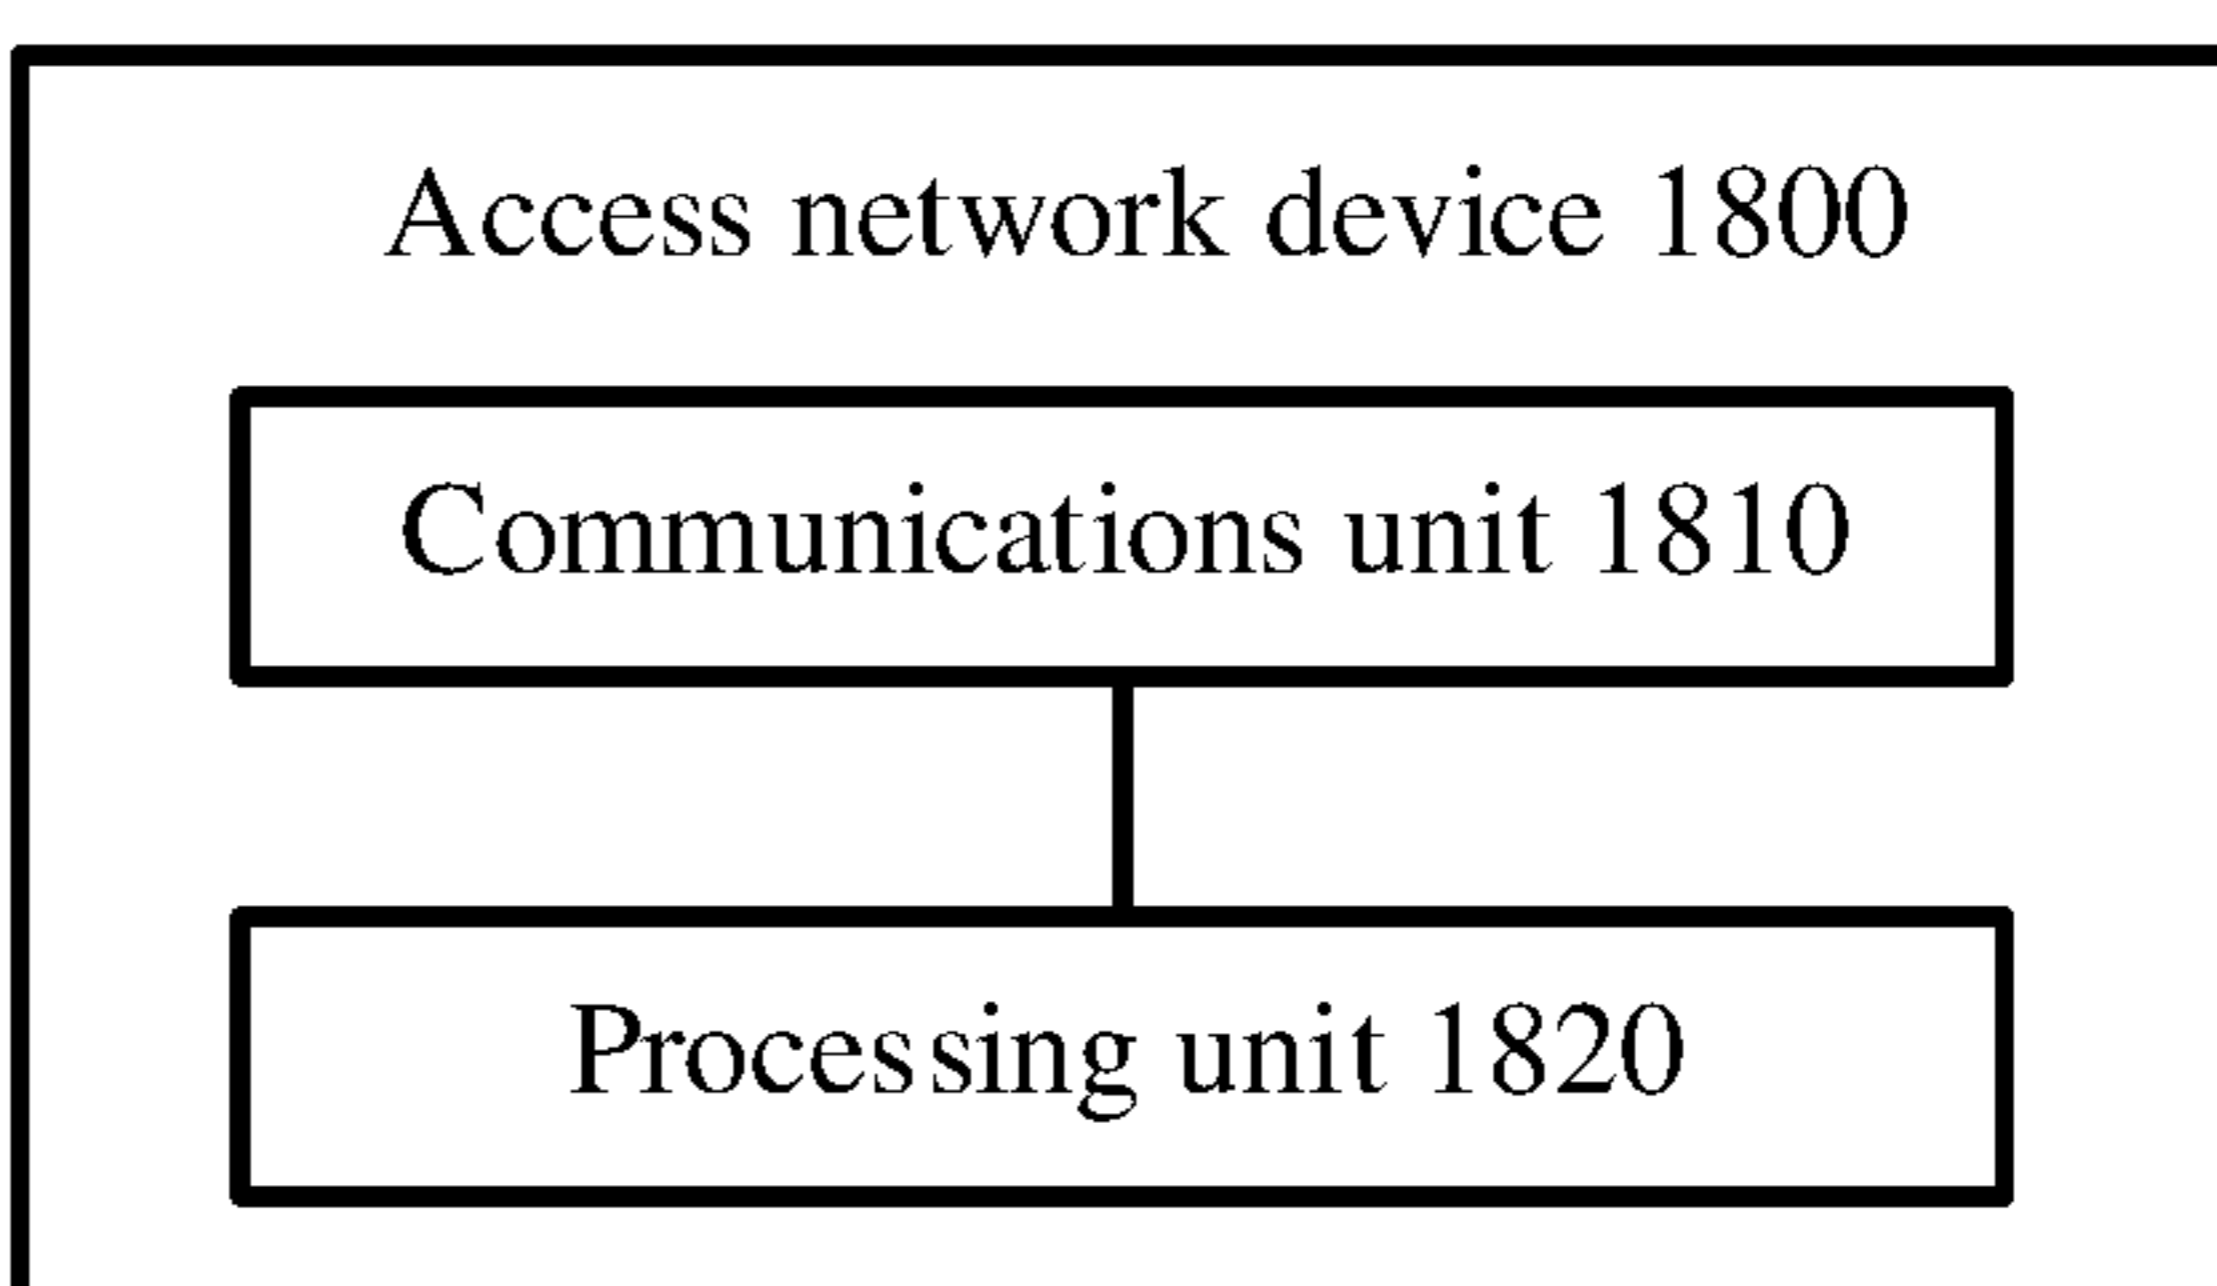 Access network device 1800
Communications unit 1810
Processing unit 1820